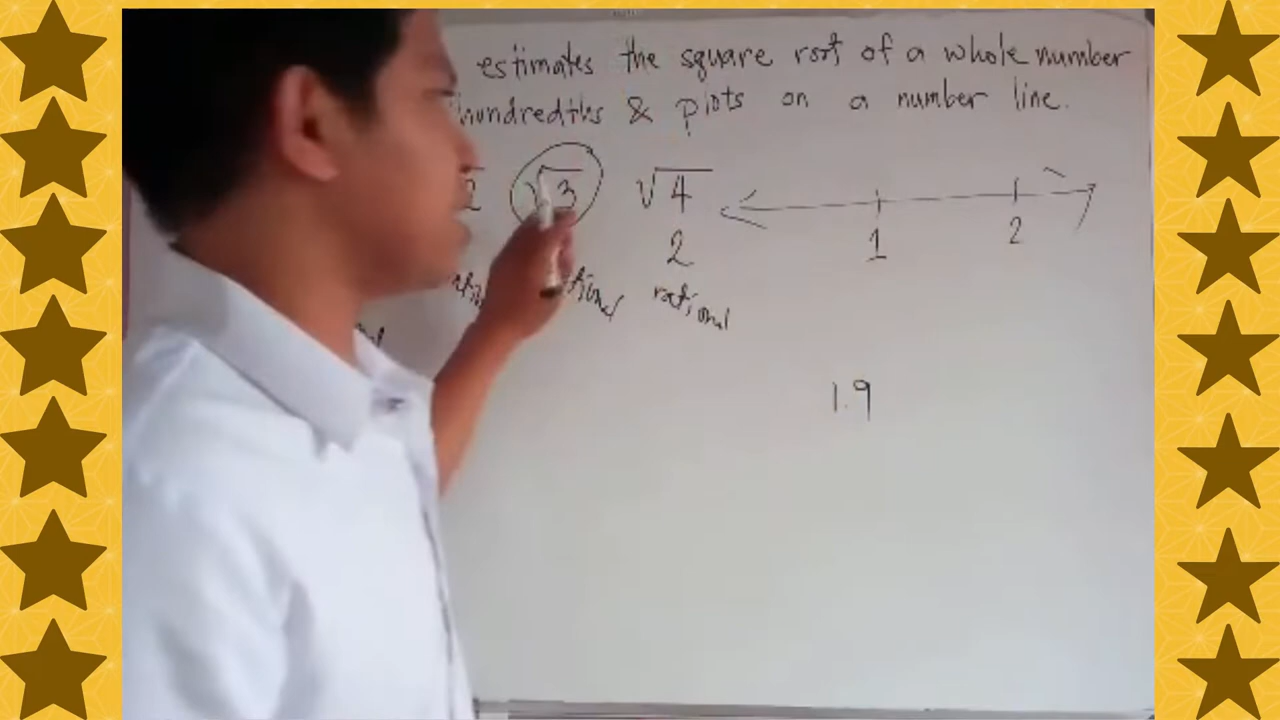 estimates the square root of a whole number
hundredths & plots on a number line.
2 √3 √4
1 2
2
rational
1.9